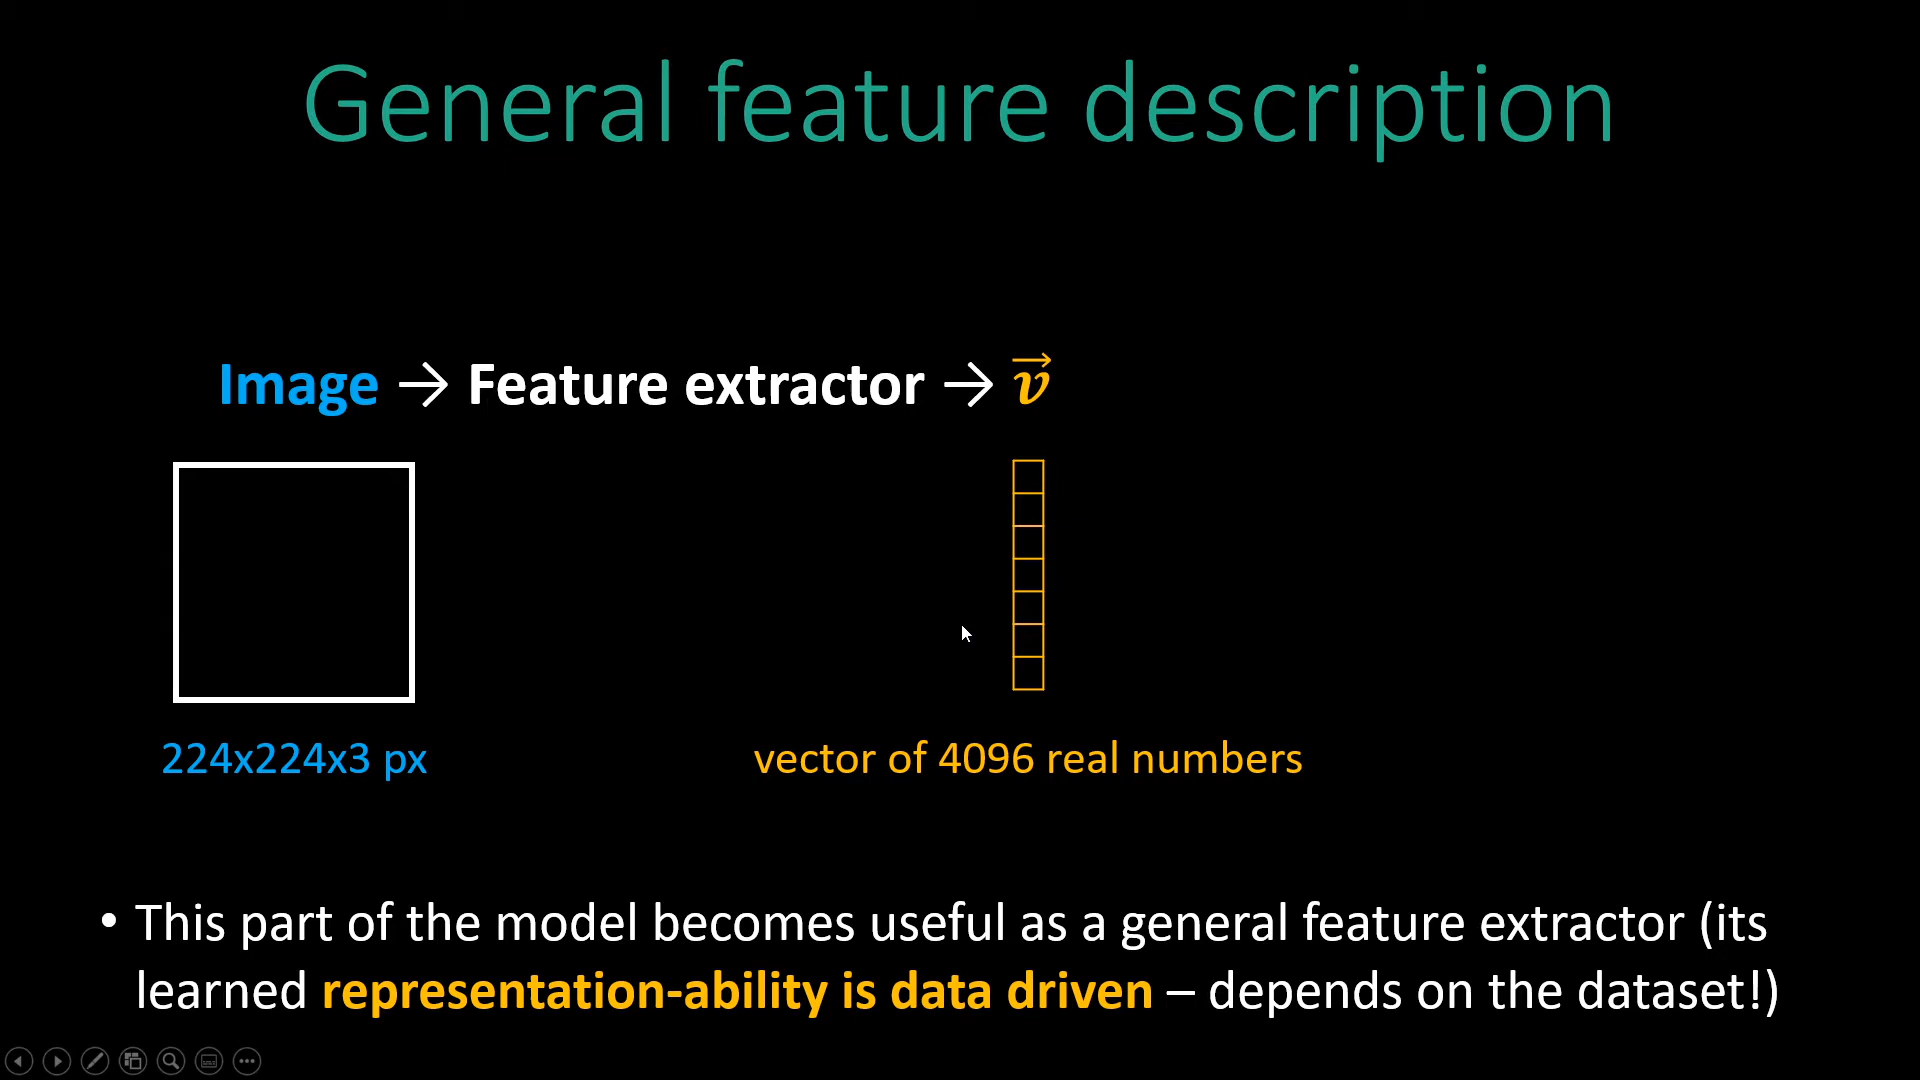 General feature description
Image → Feature extractor → v⃗
224x224x3 px
vector of 4096 real numbers
• This part of the model becomes useful as a general feature extractor (its
learned representation-ability is data driven – depends on the dataset!)